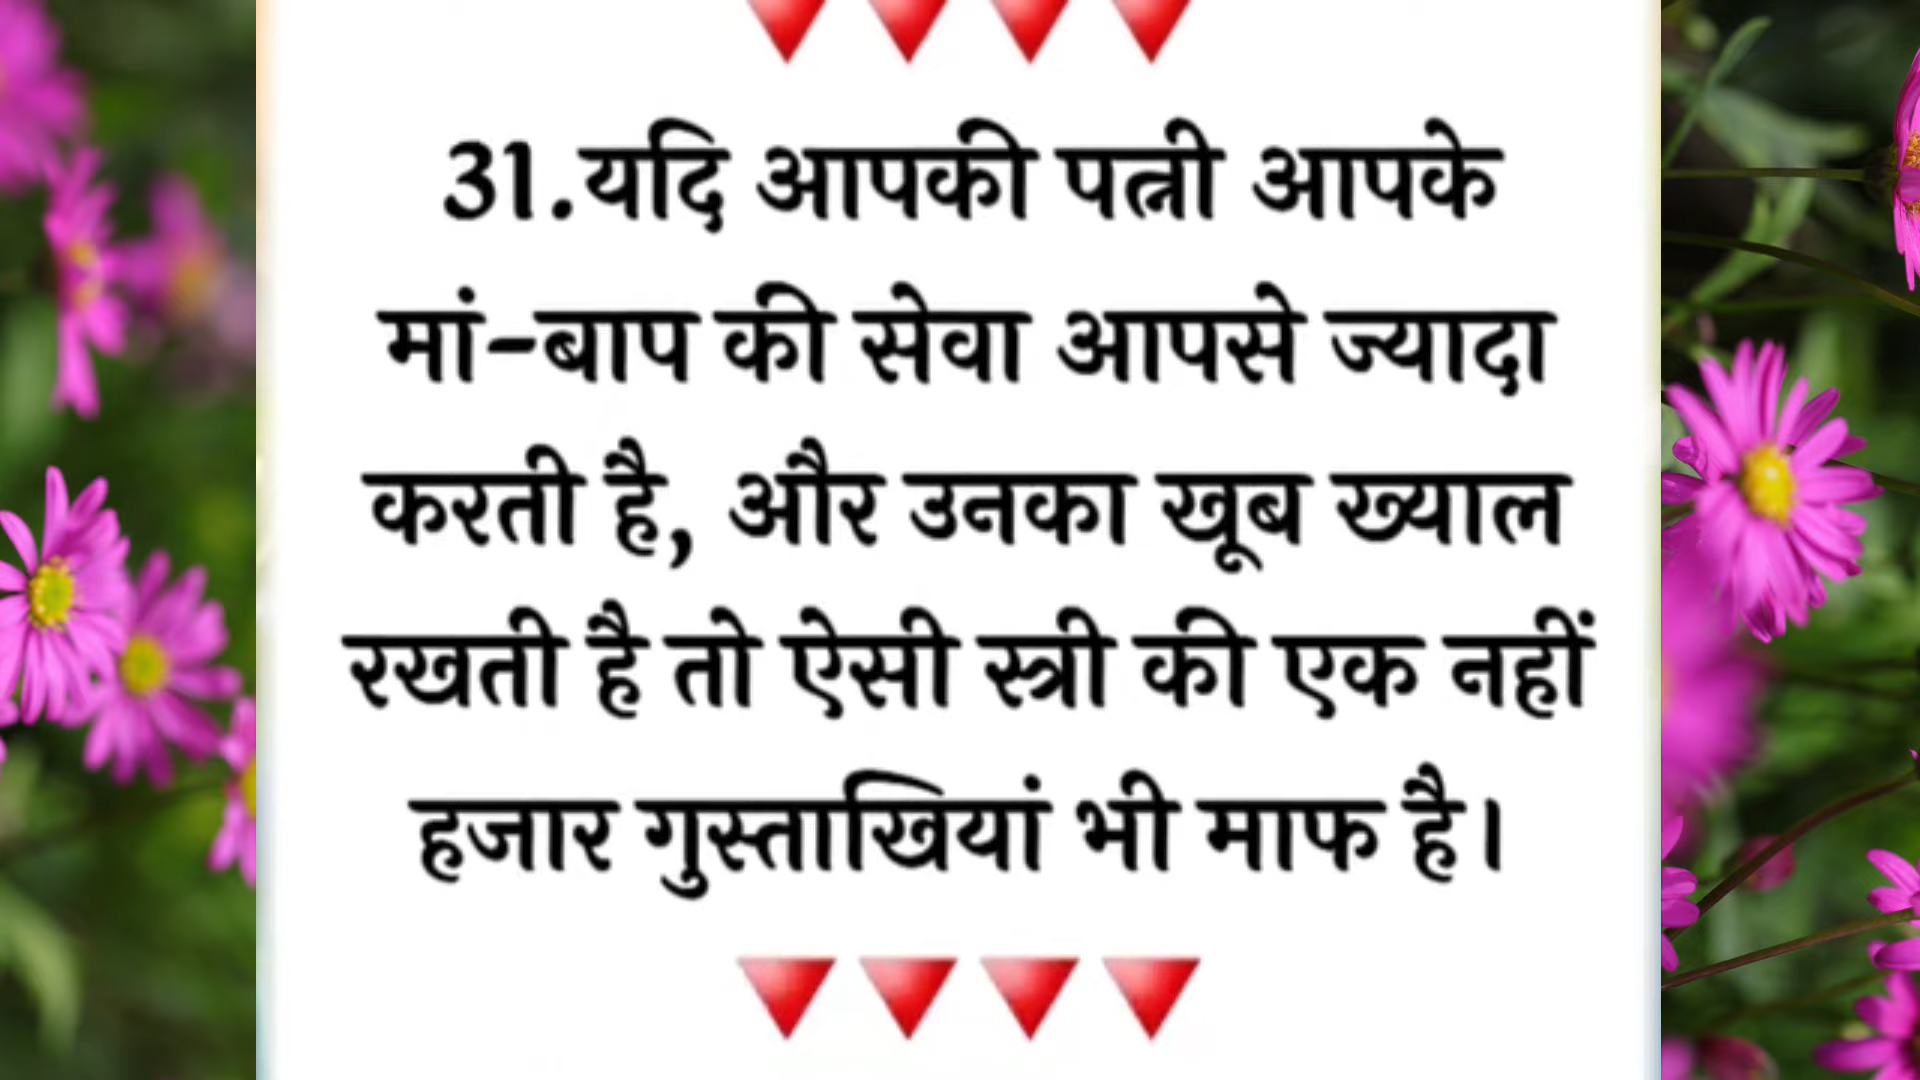 31.यदि आपकी पत्नी आपके
मां-बाप की सेवा आपसे ज्यादा
करती है, और उनका खूब ख्याल
रखती है तो ऐसी स्त्री की एक नहीं
हजार गुस्ताखियां भी माफ है।